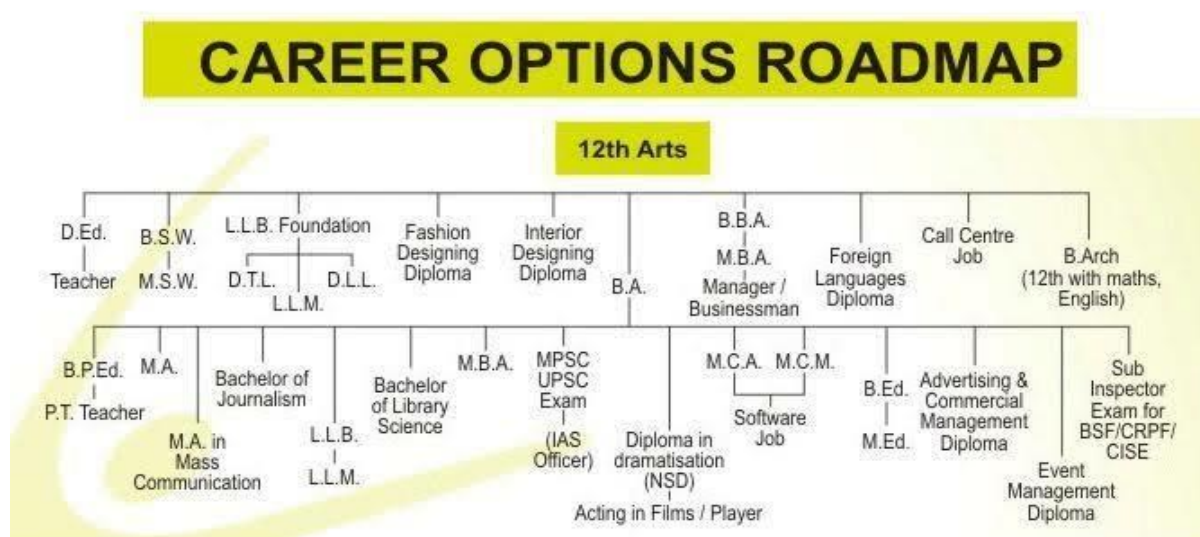 CAREER OPTIONS ROADMAP
12th Arts
D.Ed.
Teacher
B.S.W.
M.S.W.
L.L.B. Foundation
D.T.L.
D.L.L.
L.L.M.
Fashion
Designing
Diploma
Interior
Designing
Diploma
B.A.
B.B.A.
M.B.A.
Manager /
Businessman
Foreign
Languages
Diploma
Call Centre
Job
B.Arch
(12th with maths,
English)
B.P.Ed.
P.T. Teacher
M.A.
M.A. in
Mass
Communication
Bachelor of
Journalism
L.L.B.
L.L.M.
Bachelor
of Library
Science
M.B.A.
MPSC
UPSC
Exam
(IAS
Officer)
Diploma in
dramatisation
(NSD)
Acting in Films / Player
M.C.A.
M.C.M.
Software
Job
B.Ed.
M.Ed.
Advertising &
Commercial
Management
Diploma
Event
Management
Diploma
Sub
Inspector
Exam for
BSF/CRPF/
CISE